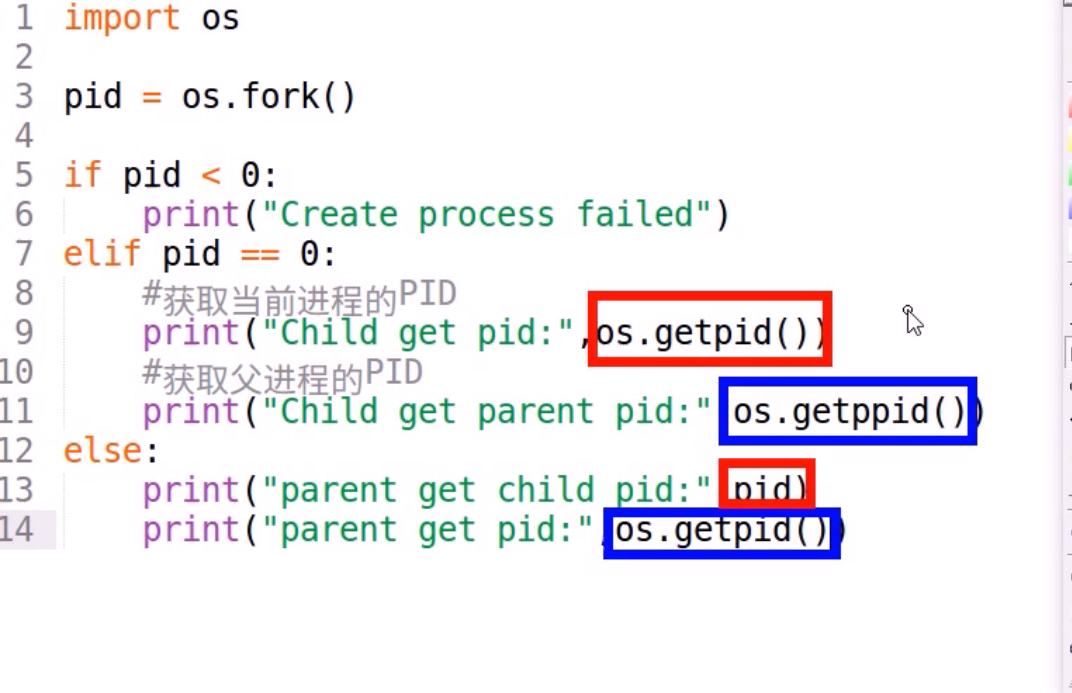 1 import os
2
3 pid = os.fork()
4
5 if pid < 0:
6     print("Create process failed")
7 elif pid == 0:
8     #获取当前进程的PID
9     print("Child get pid:",os.getpid())
10     #获取父进程的PID
11     print("Child get parent pid:" os.getppid())
12 else:
13     print("parent get child pid:" pid)
14     print("parent get pid:",os.getpid())